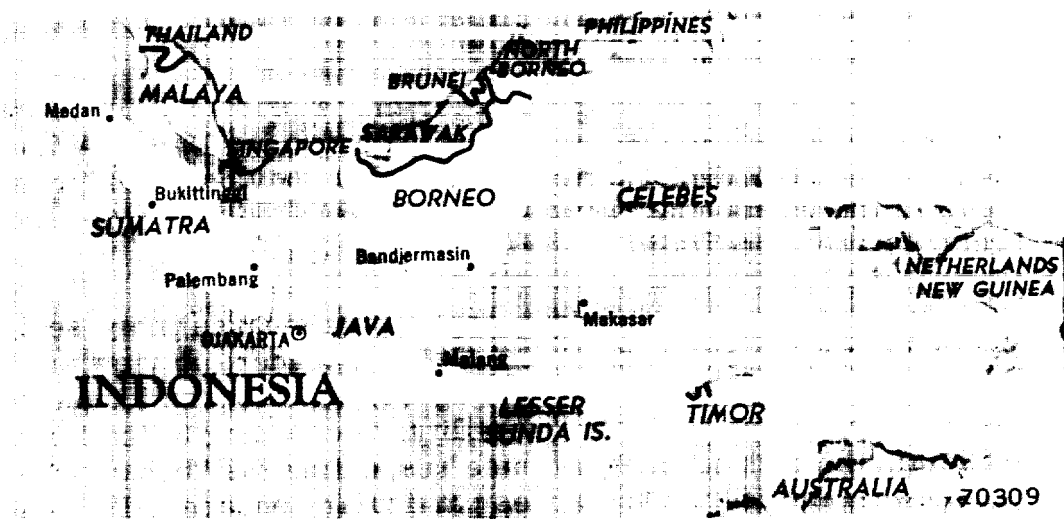 PHILIPPINES
THAILAND
NORTH
BORNEO
BRUNEI
MALAYA
Medan
SARAWAK
SINGAPORE
Bukittinggi
BORNEO
CELEBES
SUMATRA
Bandjermasin
NETHERLANDS
NEW GUINEA
Palembang
Makasar
DJAKARTA
JAVA
Malang
INDONESIA
LESSER
SUNDA IS.
TIMOR
AUSTRALIA
70309